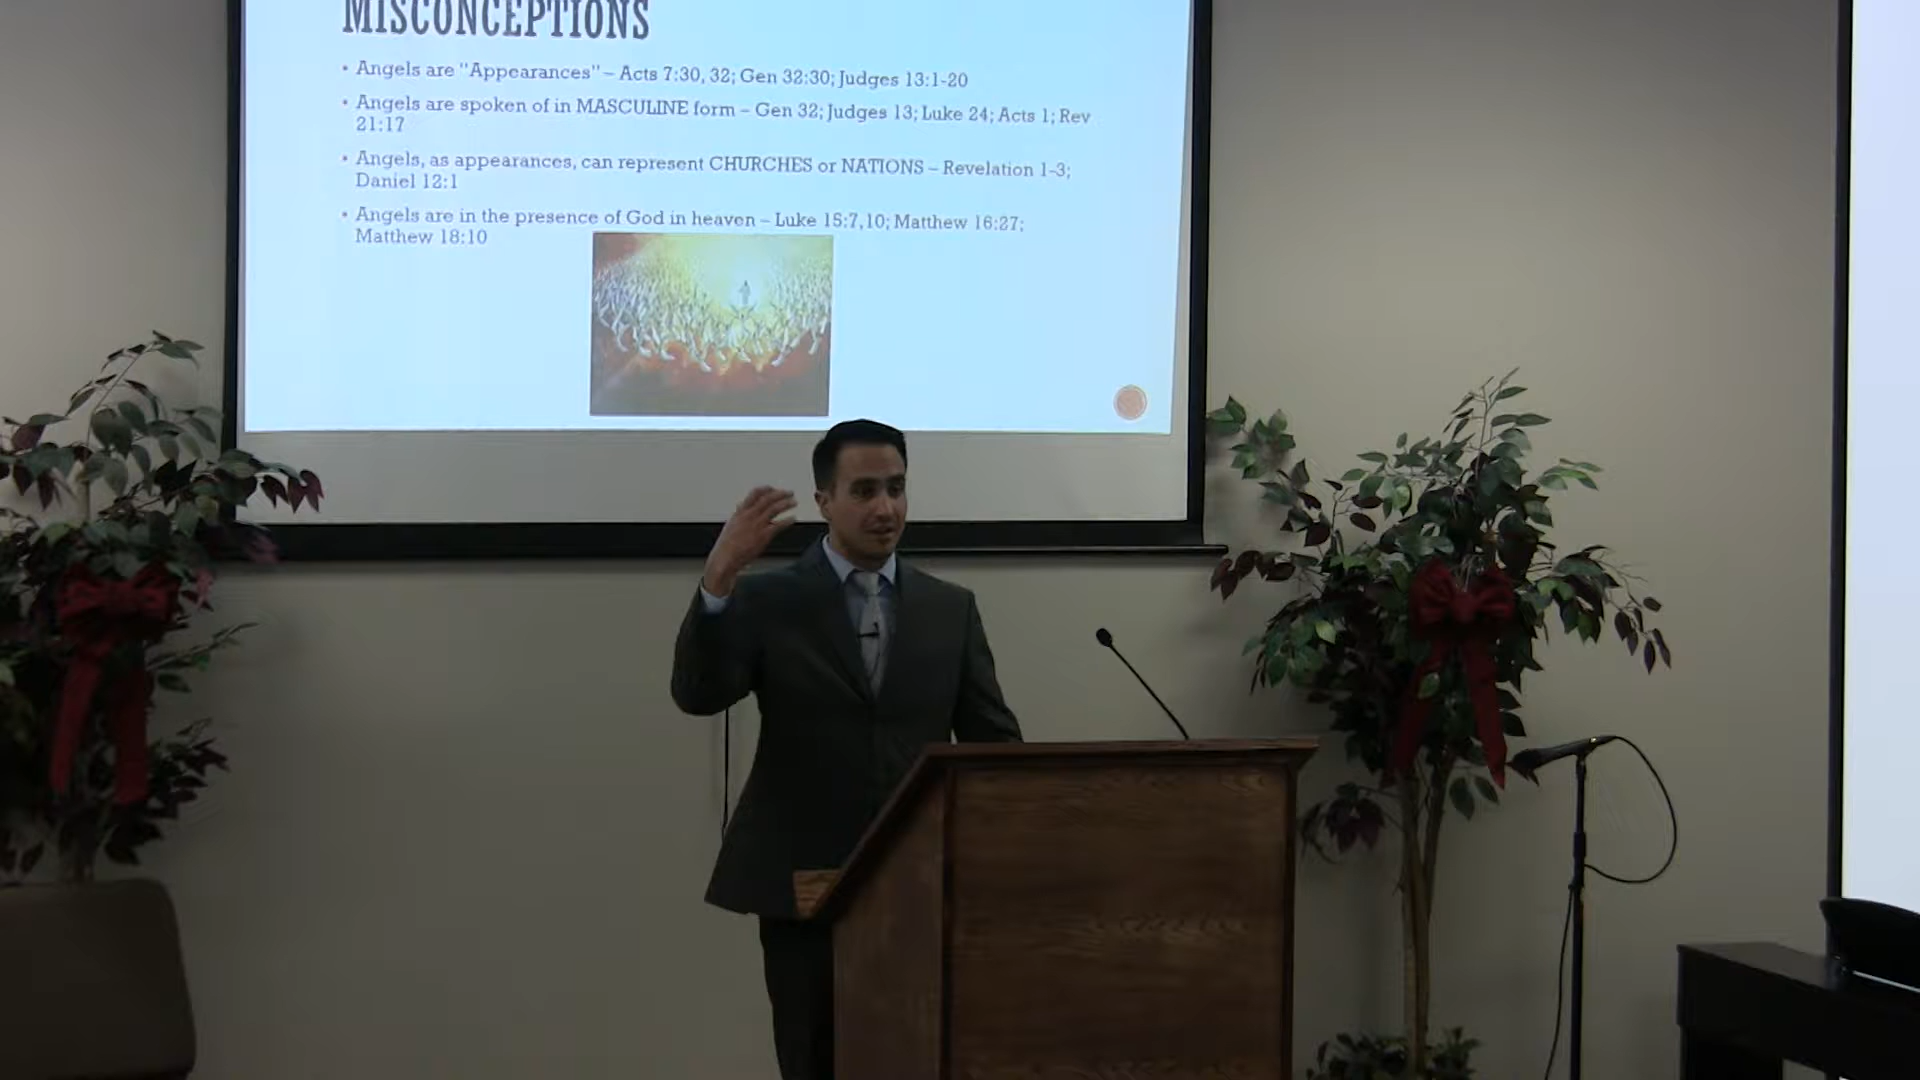 MISCONCEPTIONS
• Angels are "Appearances" – Acts 7:30, 32; Gen 32:30; Judges 13:1-20
• Angels are spoken of in MASCULINE form – Gen 32; Judges 13; Luke 24; Acts 1; Rev
21:17
• Angels, as appearances, can represent CHURCHES or NATIONS – Revelation 1-3;
Daniel 12:1
• Angels are in the presence of God in heaven – Luke 15:7,10; Matthew 16:27;
Matthew 18:10